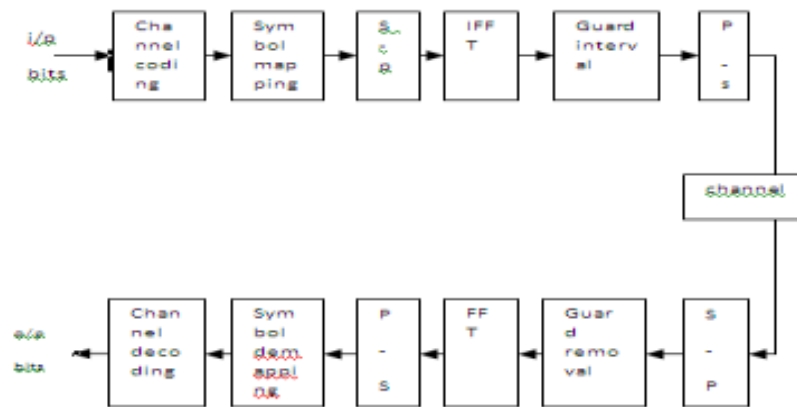 i/p
bits
Cha
nnel
codi
ng
Sym
bol
map
ping
S
c
p
IFF
T
Guard
interv
al
P
-
s
channel
S
-
P
Guar
d
remo
val
FF
T
P
-
S
Sym
bol
dem
appi
ng
Chan
nel
deco
ding
o/p
bits